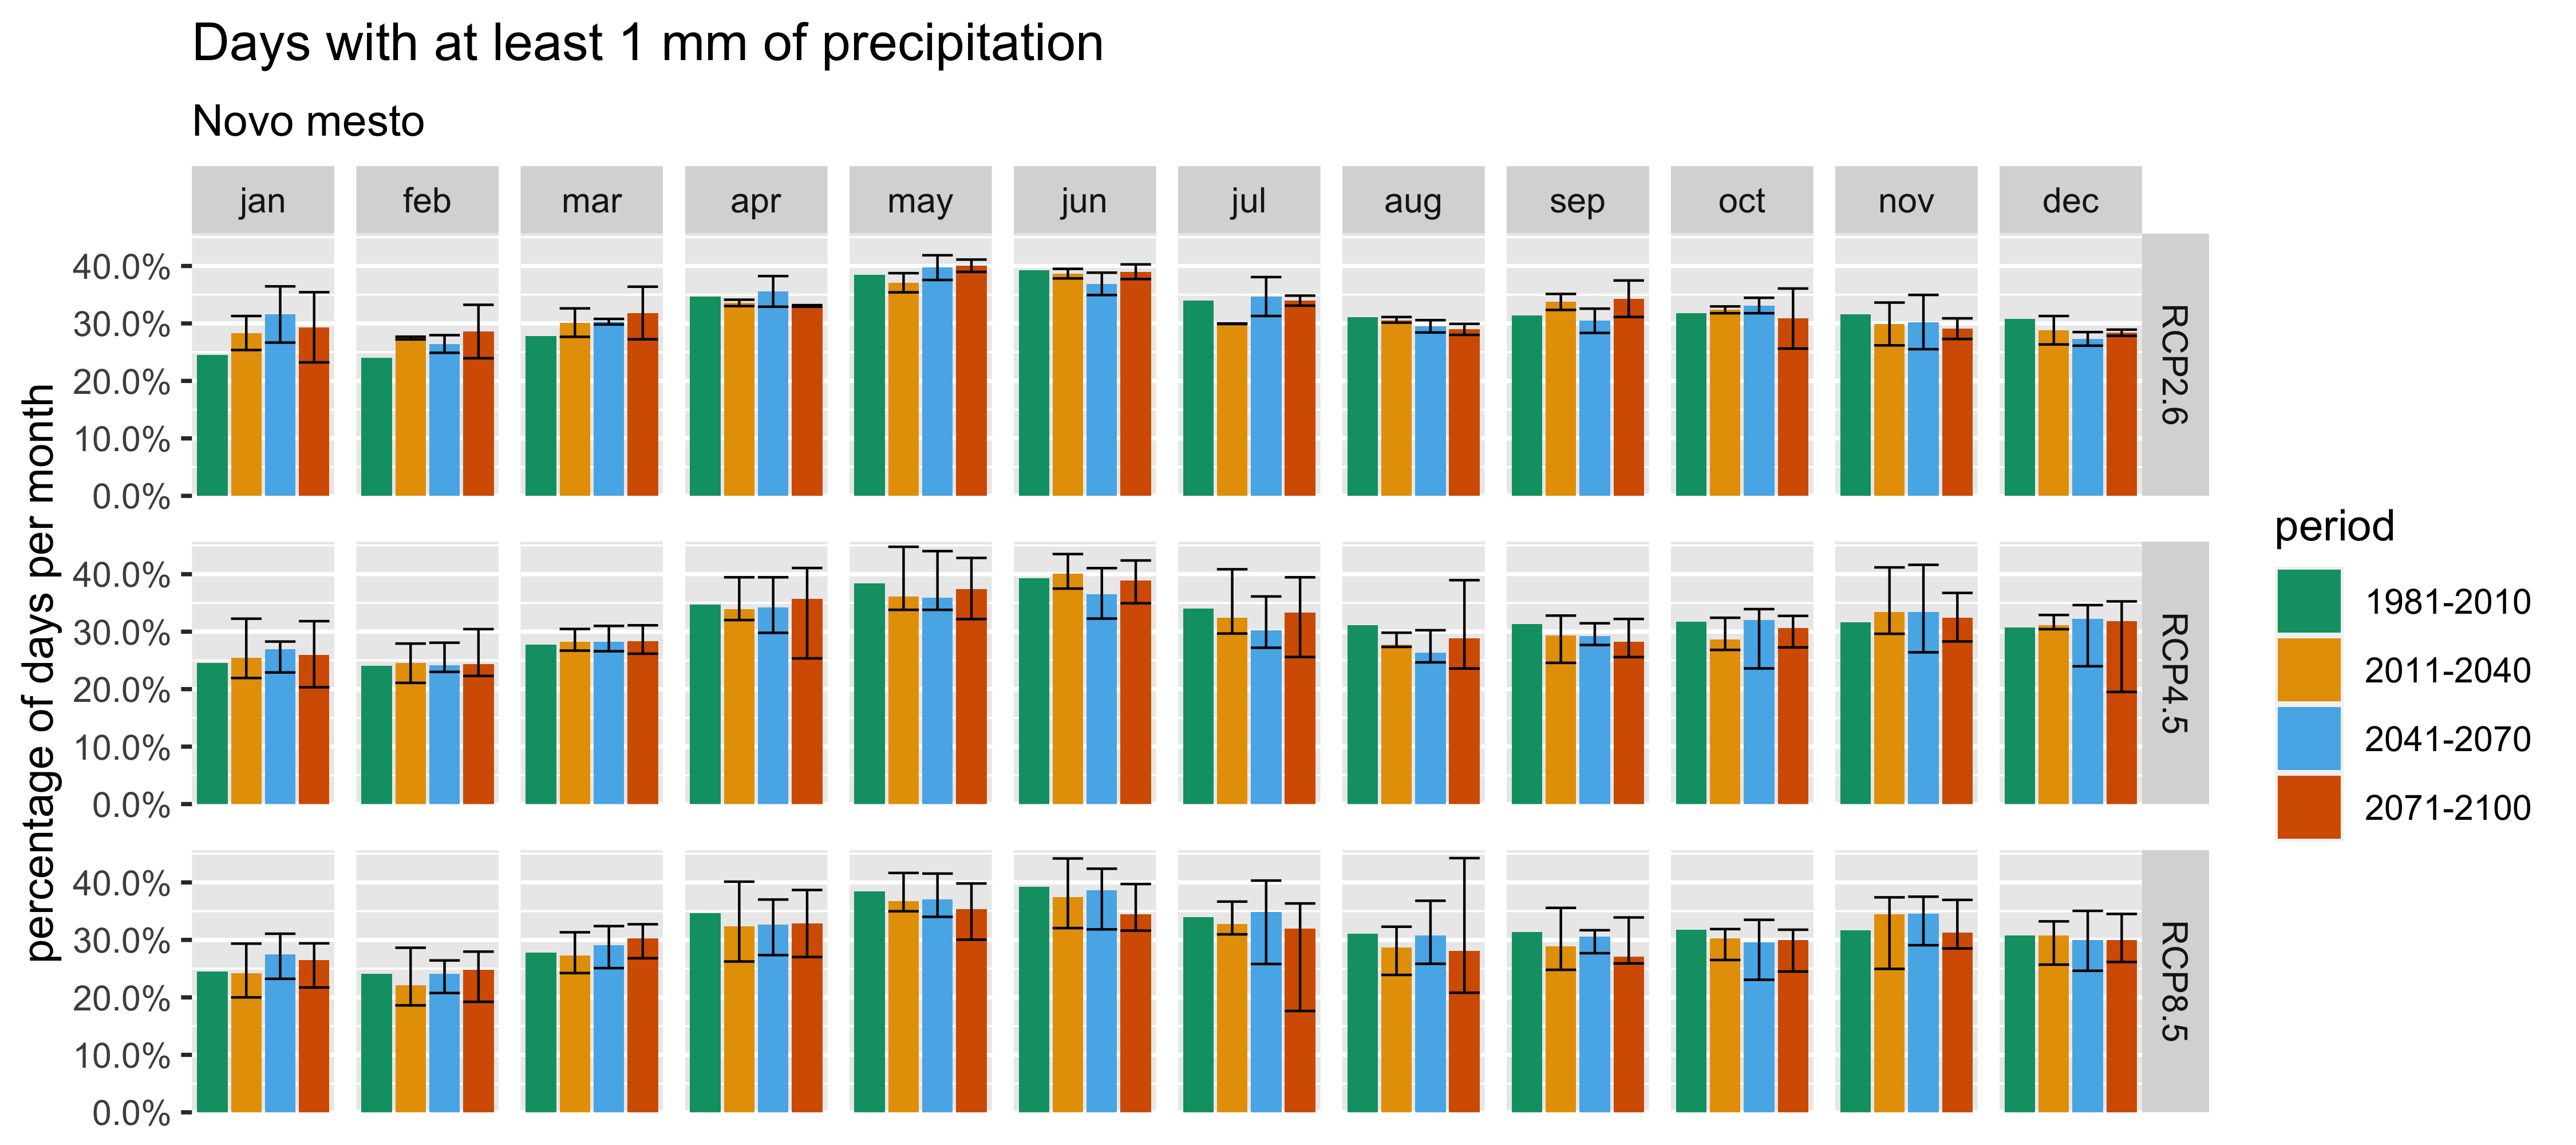 Days with at least 1 mm of precipitation
Novo mesto
jan feb mar apr may jun jul aug sep oct nov dec
percentage of days per month
40.0%
30.0%
20.0%
10.0%
0.0%
RCP2.6
40.0%
30.0%
20.0%
10.0%
0.0%
RCP4.5
40.0%
30.0%
20.0%
10.0%
0.0%
RCP8.5
period
1981-2010
2011-2040
2041-2070
2071-2100